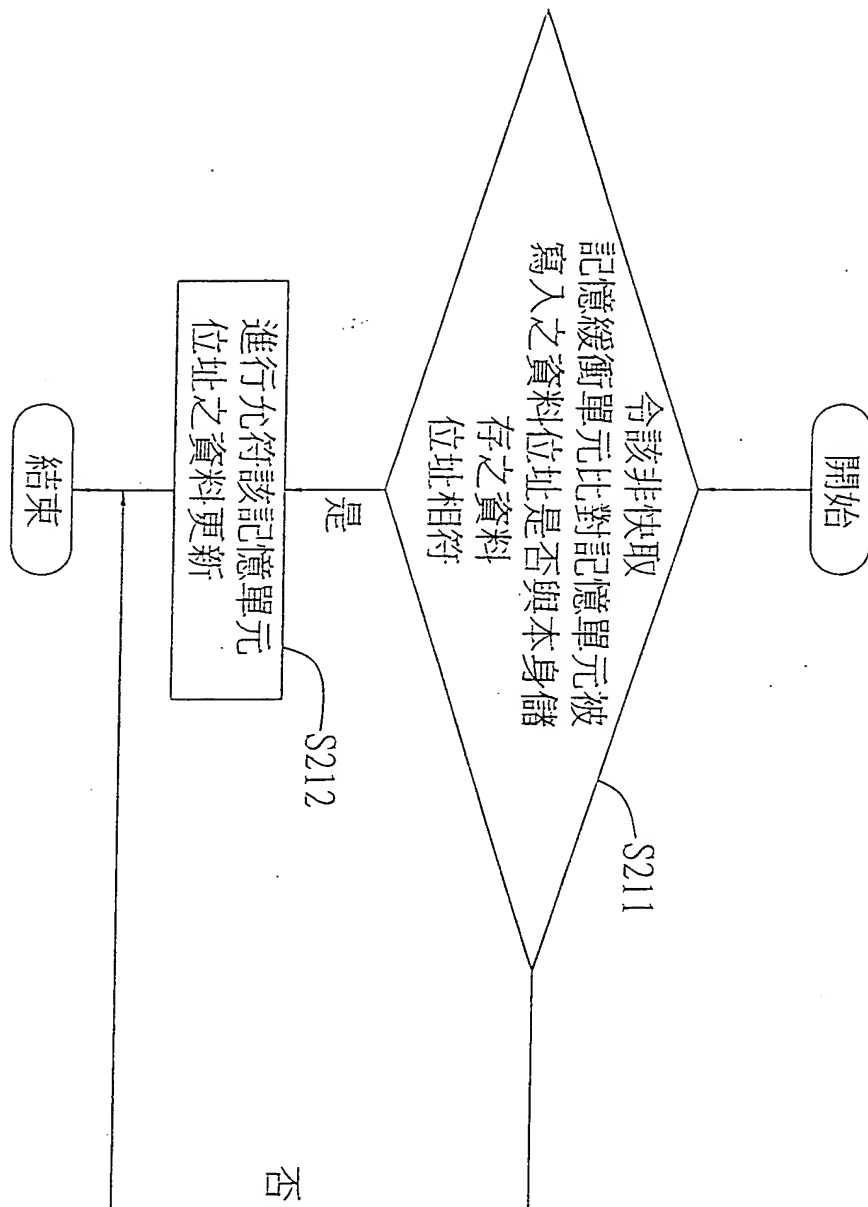 開始
令該非快取
記憶緩衝單元比對記憶單元被
寫入之資料位址是否與本身儲
存之資料
位址相符
S211
是
進行允符該記憶單元
位址之資料更新
S212
否
結束